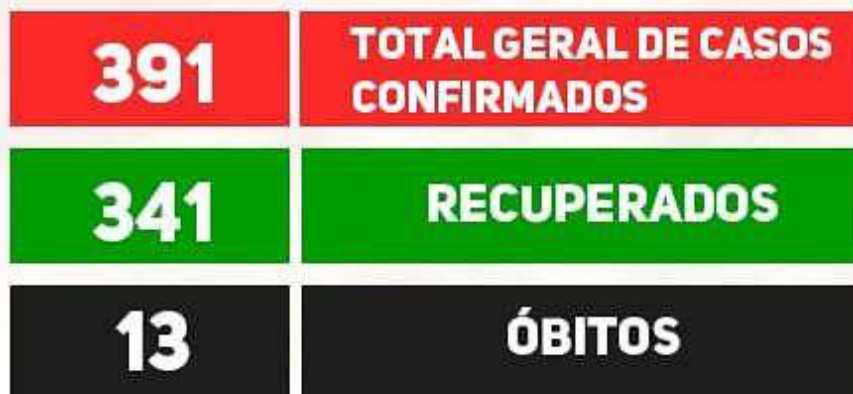 391
TOTAL GERAL DE CASOS
CONFIRMADOS
341
RECUPERADOS
13
ÓBITOS